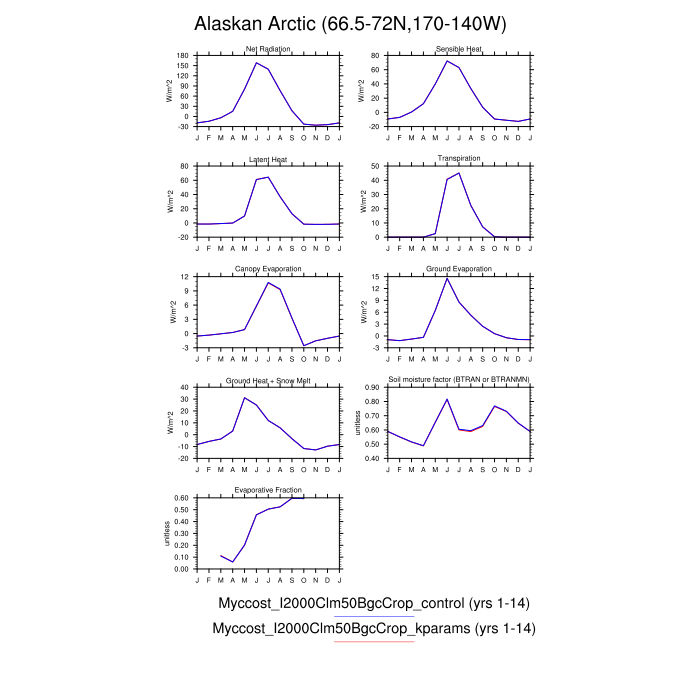 Alaskan Arctic (66.5-72N,170-140W)
Net Radiation
W/m^2
180
150
120
90
60
30
0
-30
J F M A M J J A S O N D J
Sensible Heat
W/m^2
80
60
40
20
0
-20
J F M A M J J A S O N D J
Latent Heat
W/m^2
80
60
40
20
0
-20
J F M A M J J A S O N D J
Transpiration
W/m^2
50
40
30
20
10
0
J F M A M J J A S O N D J
Canopy Evaporation
W/m^2
12
9
6
3
0
-3
J F M A M J J A S O N D J
Ground Evaporation
W/m^2
15
12
9
6
3
0
-3
J F M A M J J A S O N D J
Ground Heat + Snow Melt
W/m^2
40
30
20
10
0
-10
-20
J F M A M J J A S O N D J
Soil moisture factor (BTRAN or BTRANMN)
unitless
0.90
0.80
0.70
0.60
0.50
0.40
J F M A M J J A S O N D J
Evaporative Fraction
unitless
0.60
0.50
0.40
0.30
0.20
0.10
0.00
J F M A M J J A S O N D J
Myccost_I2000Clm50BgcCrop_control (yrs 1-14)
Myccost_I2000Clm50BgcCrop_kparams (yrs 1-14)